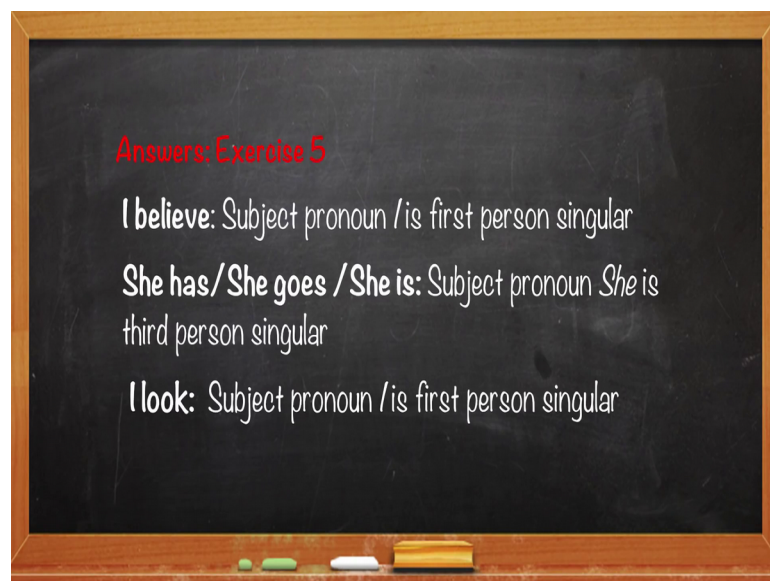 Answers: Exercise 5
I believe: Subject pronoun I is first person singular
She has/She goes /She is: Subject pronoun She is
third person singular
I look: Subject pronoun I is first person singular